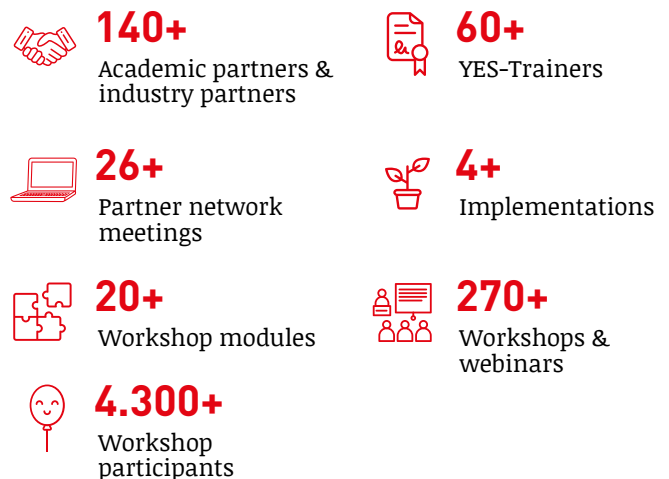 140+
Academic partners &
industry partners
60+
YES-Trainers
26+
Partner network
meetings
4+
Implementations
20+
Workshop modules
270+
Workshops &
webinars
4.300+
Workshop
participants